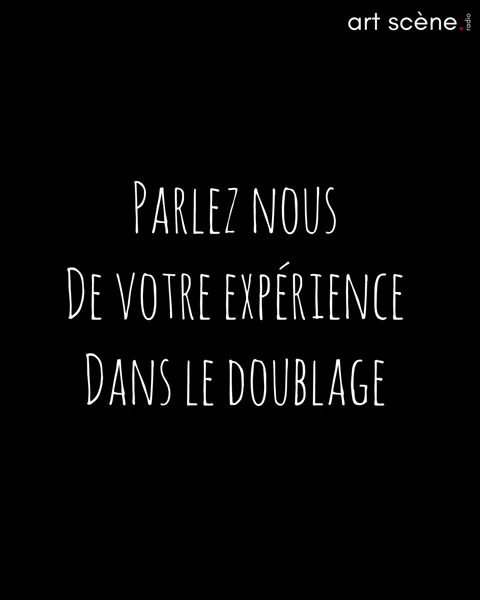 art scène. radio
PARLEZ NOUS
DE VOTRE EXPÉRIENCE
DANS LE DOUBLAGE